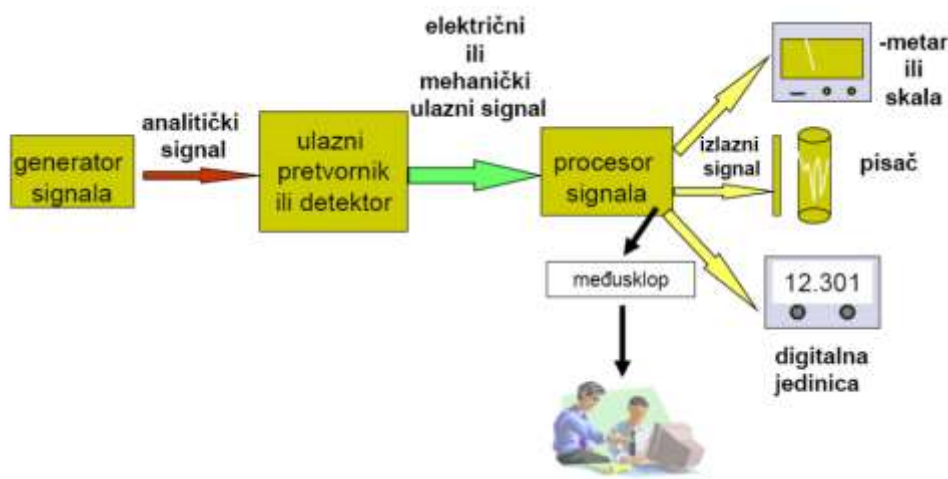 električni
ili
mehanički
ulazni signal
-metar
ili
skala
analitički
signal
generator
signala
ulazni
pretvornik
ili detektor
procesor
signala
izlazni
signal
pisač
međusklop
12.301
digitalna
jedinica